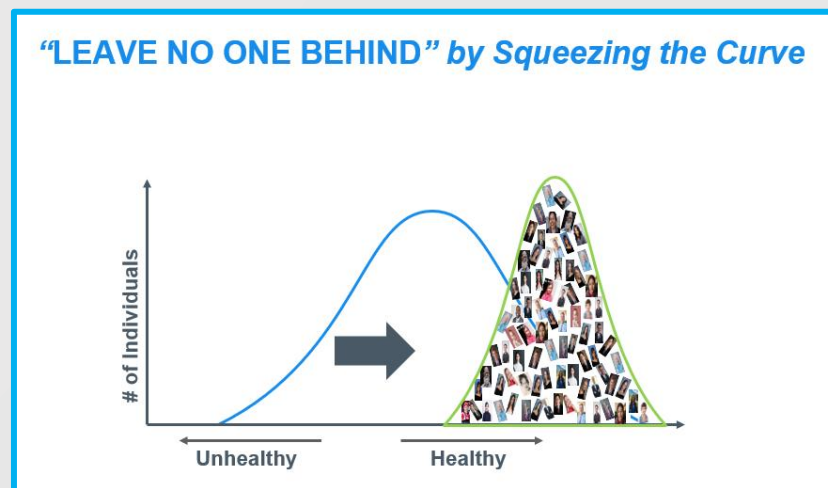 “LEAVE NO ONE BEHIND” by Squeezing the Curve
# of Individuals
Unhealthy
Healthy